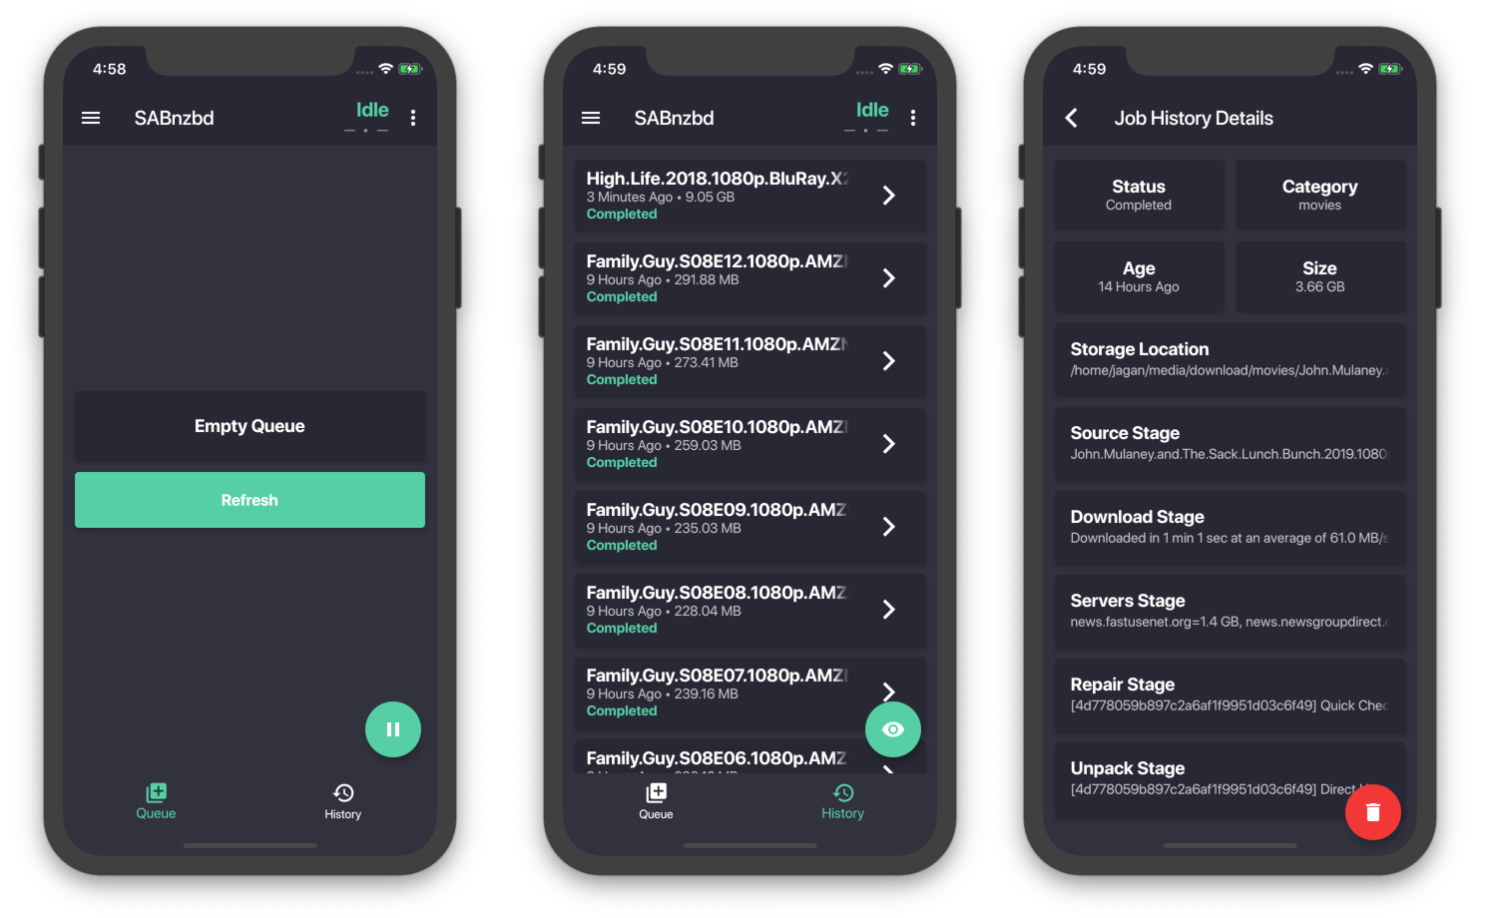 4:58
SABnzbd
Idle
Empty Queue
Refresh
Queue
History
4:59
SABnzbd
Idle
High.Life.2018.1080p.BluRay.X
3 Minutes Ago • 9.05 GB
Completed
Family.Guy.S08E12.1080p.AMZ
9 Hours Ago • 291.88 MB
Completed
Family.Guy.S08E11.1080p.AMZN
9 Hours Ago • 273.41 MB
Completed
Family.Guy.S08E10.1080p.AMZ
9 Hours Ago • 259.03 MB
Completed
Family.Guy.S08E09.1080p.AMZ
9 Hours Ago • 235.03 MB
Completed
Family.Guy.S08E08.1080p.AMZ
9 Hours Ago • 228.04 MB
Completed
Family.Guy.S08E07.1080p.AMZ
9 Hours Ago • 239.16 MB
Completed
Family.Guy.S08E06.1080p.AMZ
Queue
History
4:59
Job History Details
Status
Completed
Category
movies
Age
14 Hours Ago
Size
3.66 GB
Storage Location
/home/jagan/media/download/movies/John.Mulaney.
Source Stage
John.Mulaney.and.The.Sack.Lunch.Bunch.2019.1080
Download Stage
Downloaded in 1 min 1 sec at an average of 61.0 MB/s
Servers Stage
news.fastusenet.org=1.4 GB, news.newsgroupdirect.
Repair Stage
[4d778059b897c2a6af1f9951d03c6f49] Quick Chec
Unpack Stage
[4d778059b897c2a6af1f9951d03c6f49] Direct